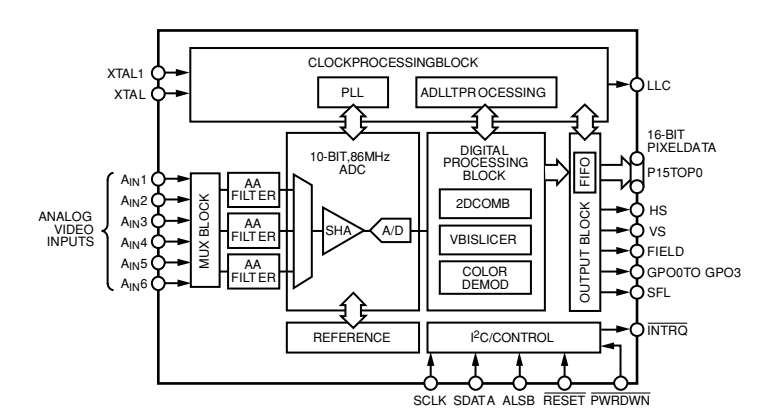 CLOCKPROCESSINGBLOCK
XTAL1
XTAL
PLL
ADLLTPROCESSING
LLC
16-BIT
PIXELDATA
P15TOP0
10-BIT,86MHz
ADC
DIGITAL
PROCESSING
BLOCK
FIFO
OUTPUT BLOCK
ANALOG
VIDEO
INPUTS
AIN1
AIN2
AIN3
AIN4
AIN5
AIN6
MUX BLOCK
AA
FILTER
AA
FILTER
AA
FILTER
SHA
A/D
2DCOMB
VBISLICER
COLOR
DEMOD
HS
VS
FIELD
GPO0TO GPO3
SFL
REFERENCE
I2C/CONTROL
INTRQ
SCLK SDATA ALSB RESET PWRDWN